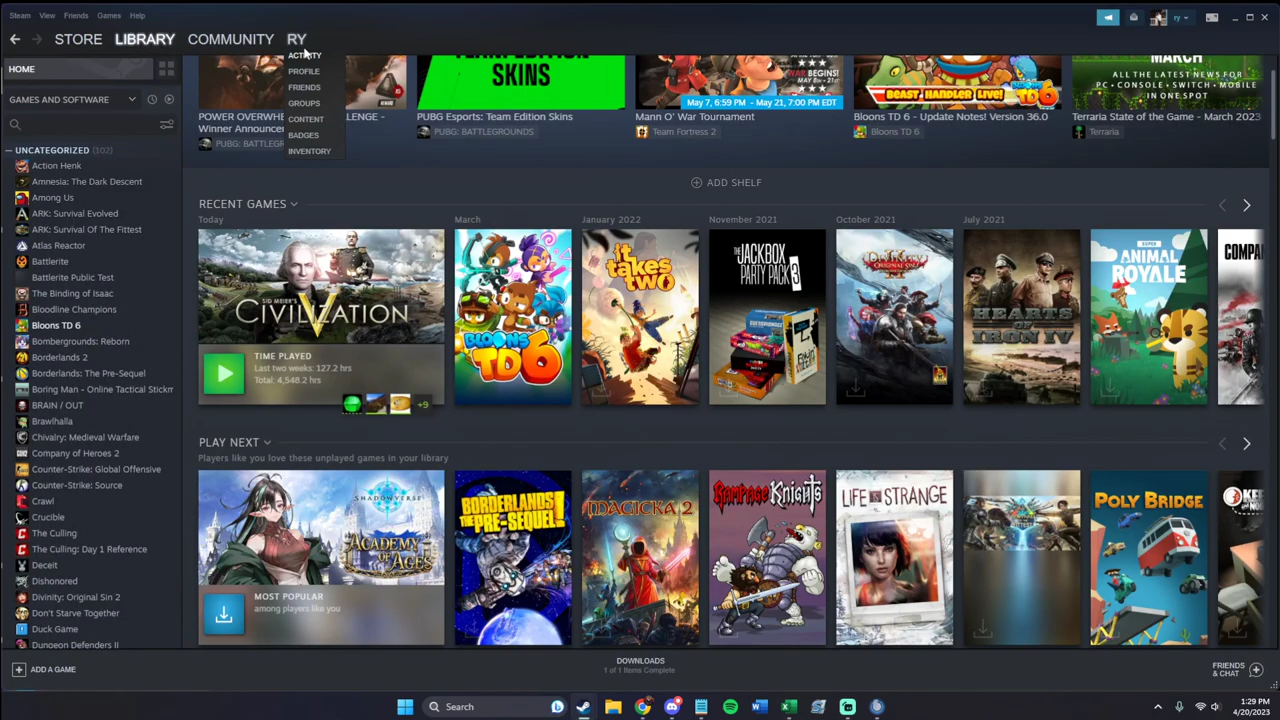 Steam View Friends Games Help
ry
STORE LIBRARY COMMUNITY RY
ACTIVITY
PROFILE
FRIENDS
GROUPS
CONTENT
BADGES
INVENTORY
HOME
GAMES AND SOFTWARE
UNCATEGORIZED (102)
Action Henk
Amnesia: The Dark Descent
Among Us
ARK: Survival Evolved
ARK: Survival Of The Fittest
Atlas Reactor
Battlerite
Battlerite Public Test
The Binding of Isaac
Bloodline Champions
Bloons TD 6
Bombergrounds: Reborn
Borderlands 2
Borderlands: The Pre-Sequel
Boring Man - Online Tactical Stickm
BRAIN / OUT
Brawlhalla
Chivalry: Medieval Warfare
Company of Heroes 2
Counter-Strike: Global Offensive
Counter-Strike: Source
Crawl
Crucible
The Culling
The Culling: Day 1 Reference
Deceit
Dishonored
Divinity: Original Sin 2
Don't Starve Together
Duck Game
Dungeon Defenders II
POWER OVERWHE
LENGE -
Winner Announce
PUBG: BATTLEGR
SKINS
PUBG Esports: Team Edition Skins
PUBG: BATTLEGROUNDS
WAR BEGINS!
May 7, 6:59 PM - May 21, 7:00 PM EDT
Mann O' War Tournament
Team Fortress 2
BEAST HANDLER LIVE!
BLOONS TD6
Bloons TD 6 - Update Notes! Version 36.0
Bloons TD 6
ALL THE LATEST NEWS FOR
PC • CONSOLE • SWITCH • MOBILE
IN ONE SPOT
Terraria State of the Game - March 2023
Terraria
ADD SHELF
RECENT GAMES
Today
March
January 2022
November 2021
October 2021
July 2021
SID MEIER'S
CIVILIZATION
V
TIME PLAYED
Last two weeks: 127.2 hrs
Total: 4,548.2 hrs
+9
BLOONS TD6
it takes two
THE JACKBOX PARTY PACK 3
HEARTS OF IRON IV
SUPER ANIMAL ROYALE
COMPA
PLAY NEXT
Players like you love these unplayed games in your library
SHADOWVERSE
ACADEMY OF AGES
MOST POPULAR
among players like you
BORDERLANDS THE PRE-SEQUEL!
MAGICKA 2
RAMPAGE KNIGHTS
LIFE IS STRANGE
POLY BRIDGE
ADD A GAME
DOWNLOADS
1 of 1 Items Complete
FRIENDS & CHAT
Search
1:29 PM
4/20/2023